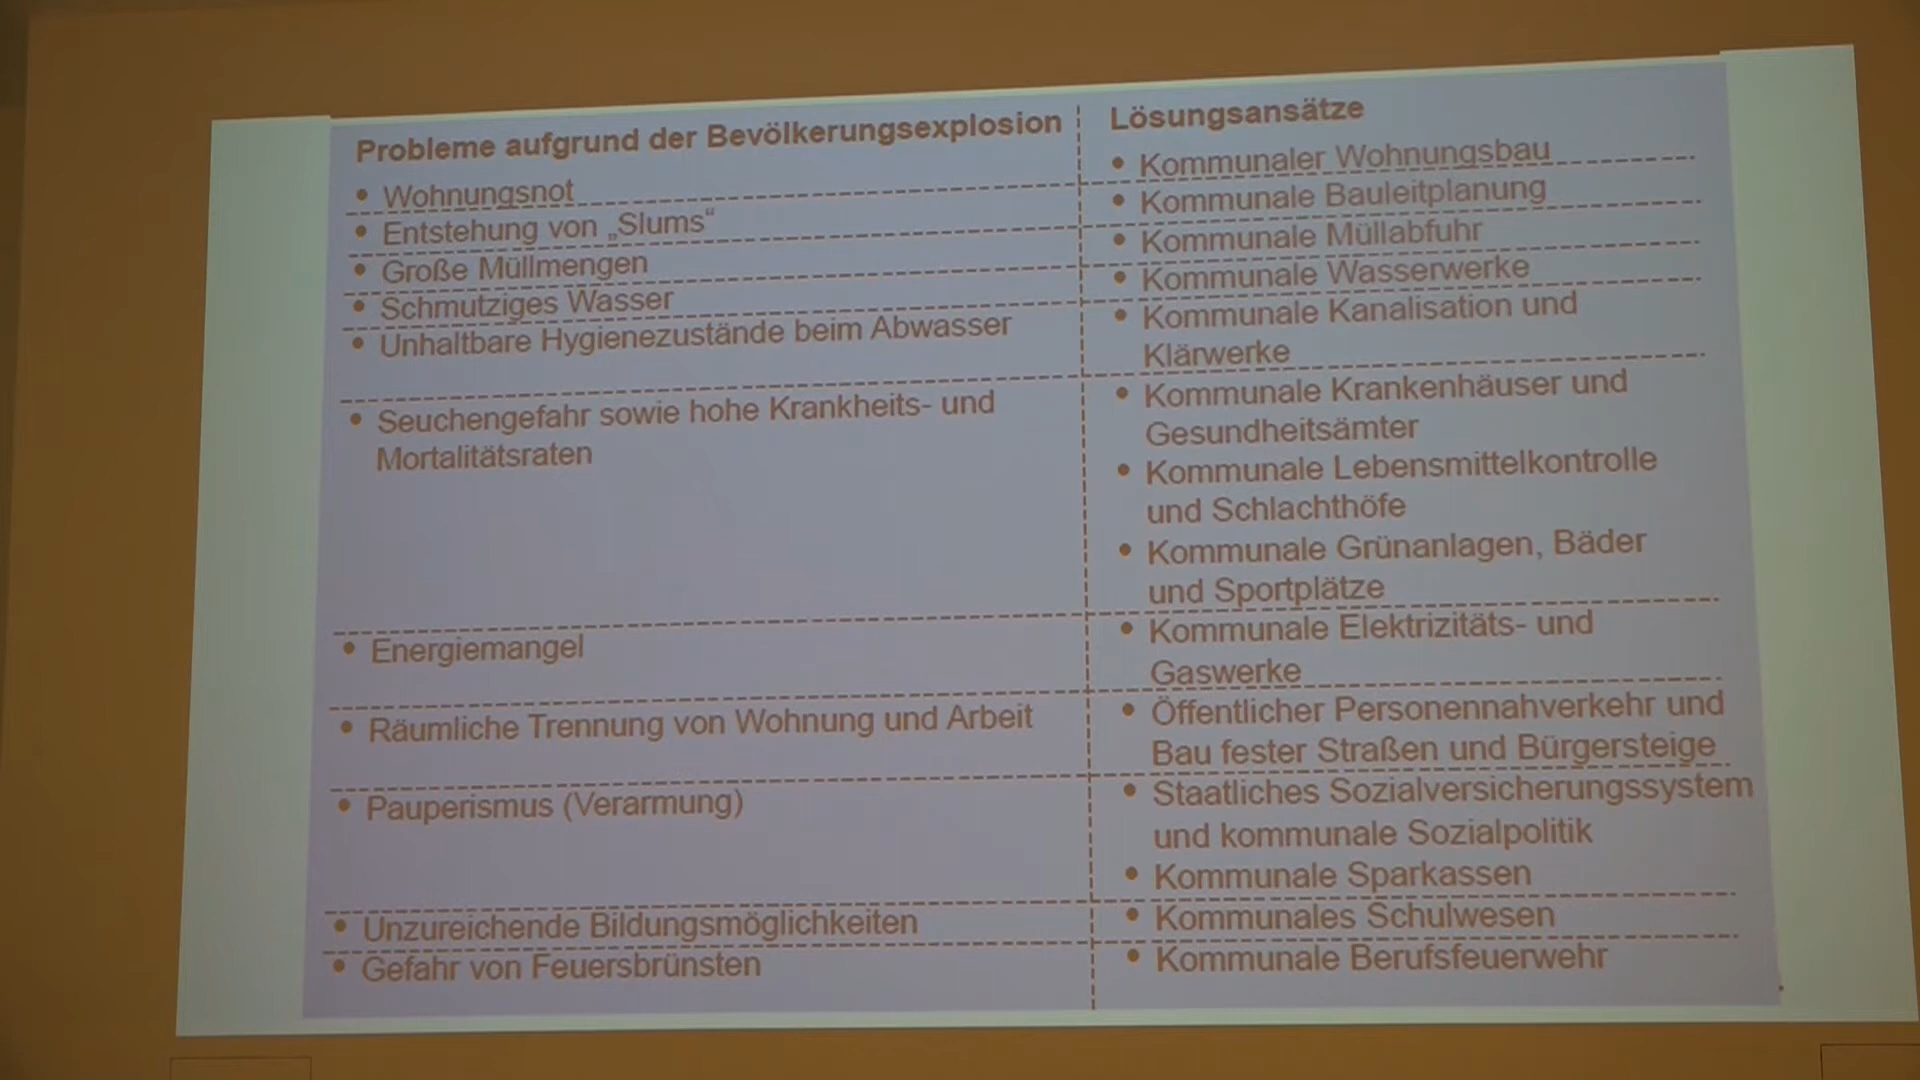 Probleme aufgrund der Bevölkerungsexplosion
Lösungsansätze
• Wohnungsnot
• Kommunaler Wohnungsbau
• Entstehung von „Slums“
• Kommunale Bauleitplanung
• Große Müllmengen
• Kommunale Müllabfuhr
• Schmutziges Wasser
• Kommunale Wasserwerke
• Unhaltbare Hygienezustände beim Abwasser
• Kommunale Kanalisation und
Klärwerke
• Seuchengefahr sowie hohe Krankheits- und
Mortalitätsraten
• Kommunale Krankenhäuser und
Gesundheitsämter
• Kommunale Lebensmittelkontrolle
und Schlachthöfe
• Kommunale Grünanlagen, Bäder
und Sportplätze
• Energiemangel
• Kommunale Elektrizitäts- und
Gaswerke
• Räumliche Trennung von Wohnung und Arbeit
• Öffentlicher Personennahverkehr und
Bau fester Straßen und Bürgersteige
• Pauperismus (Verarmung)
• Staatliches Sozialversicherungssystem
und kommunale Sozialpolitik
• Kommunale Sparkassen
• Unzureichende Bildungsmöglichkeiten
• Kommunales Schulwesen
• Gefahr von Feuersbrünsten
• Kommunale Berufsfeuerwehr